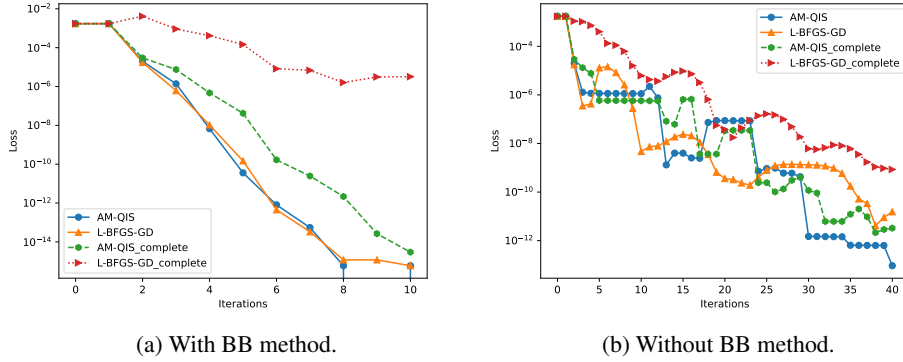 10⁻²
10⁻⁴
10⁻⁶
10⁻⁸
10⁻¹⁰
10⁻¹²
10⁻¹⁴
Loss
AM-QIS
L-BFGS-GD
AM-QIS_complete
L-BFGS-GD_complete
0 2 4 6 8 10
Iterations
(a) With BB method.
10⁻⁴
10⁻⁶
10⁻⁸
10⁻¹⁰
10⁻¹²
Loss
AM-QIS
L-BFGS-GD
AM-QIS_complete
L-BFGS-GD_complete
0 5 10 15 20 25 30 35 40
Iterations
(b) Without BB method.